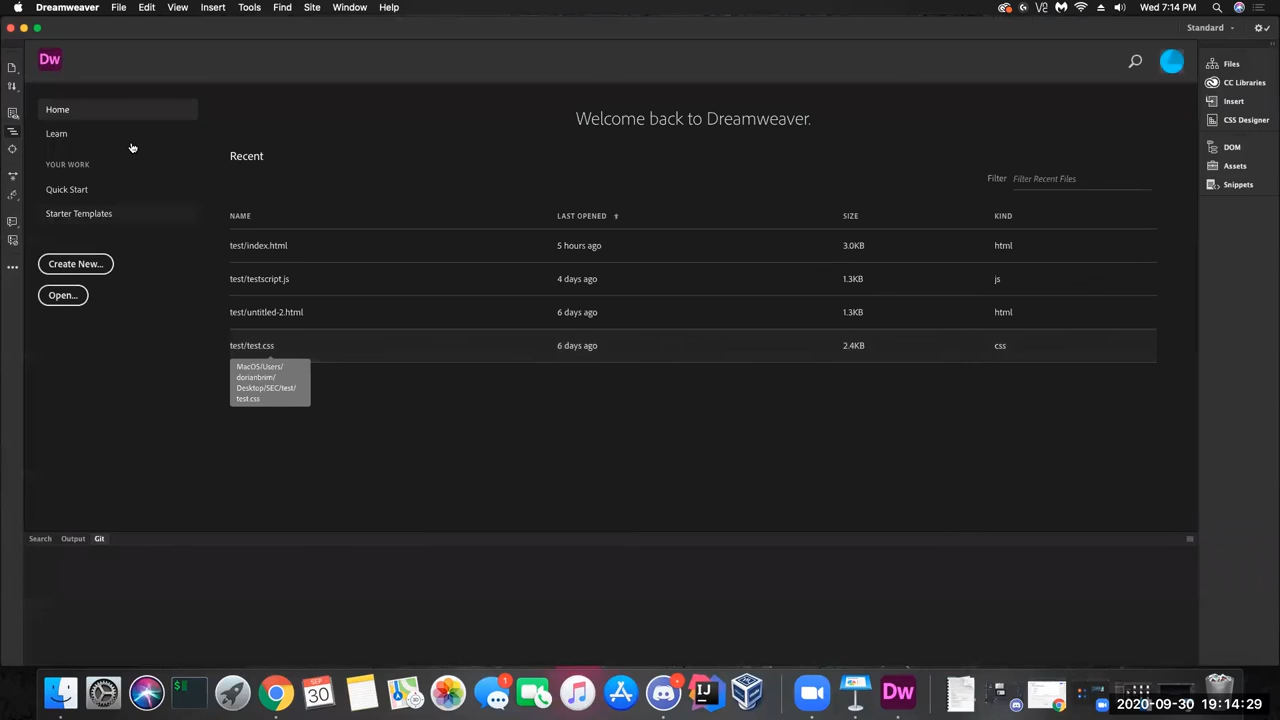 Dreamweaver File Edit View Insert Tools Find Site Window Help Wed 7:14 PM
Standard
Dw
Home
Learn
YOUR WORK
Quick Start
Starter Templates
Create New...
Open...
Welcome back to Dreamweaver.
Recent
Filter Filter Recent Files
NAME LAST OPENED SIZE KIND
test/index.html 5 hours ago 3.0KB html
test/testscript.js 4 days ago 1.3KB js
test/untitled-2.html 6 days ago 1.3KB html
test/test.css 6 days ago 2.4KB css
MacOS/Users/
dorianbrim/
Desktop/SEC/test/
test.css
Files
CC Libraries
Insert
CSS Designer
DOM
Assets
Snippets
Search Output Git
SEP
30
$
1
IJ
Dw
2020-09-30 19:14:29